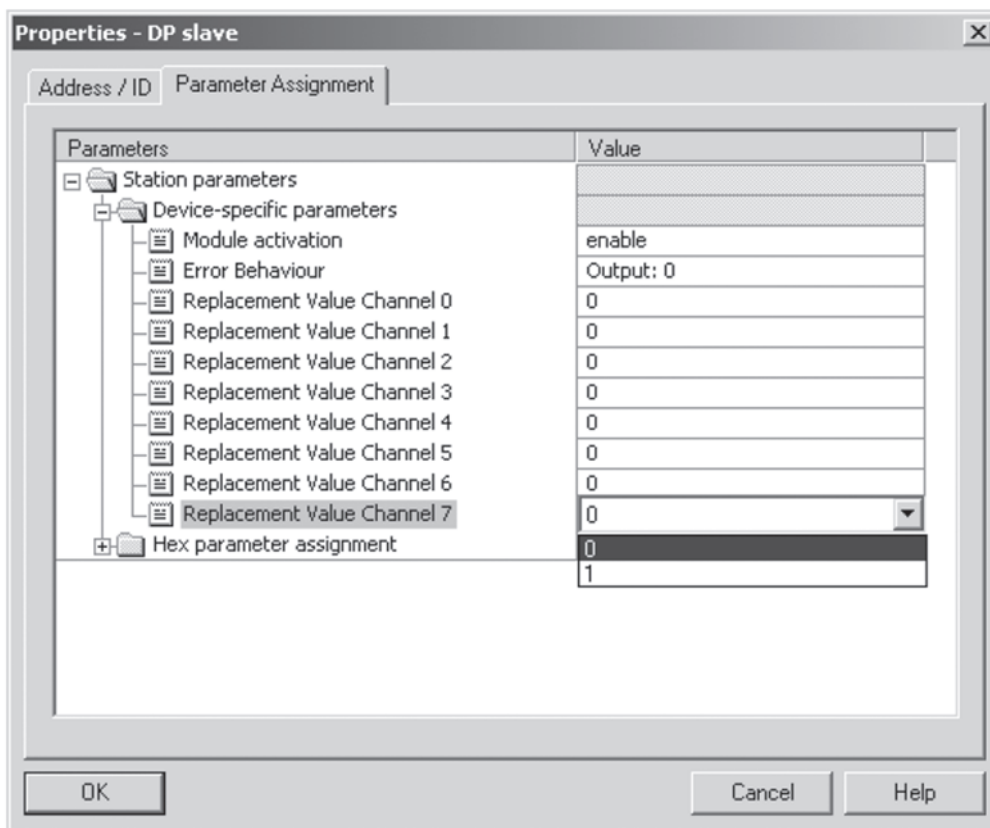 Properties - DP slave
Address / ID Parameter Assignment
Parameters Value
Station parameters
Device-specific parameters
Module activation enable
Error Behaviour Output: 0
Replacement Value Channel 0 0
Replacement Value Channel 1 0
Replacement Value Channel 2 0
Replacement Value Channel 3 0
Replacement Value Channel 4 0
Replacement Value Channel 5 0
Replacement Value Channel 6 0
Replacement Value Channel 7 0
Hex parameter assignment 0
1
OK Cancel Help